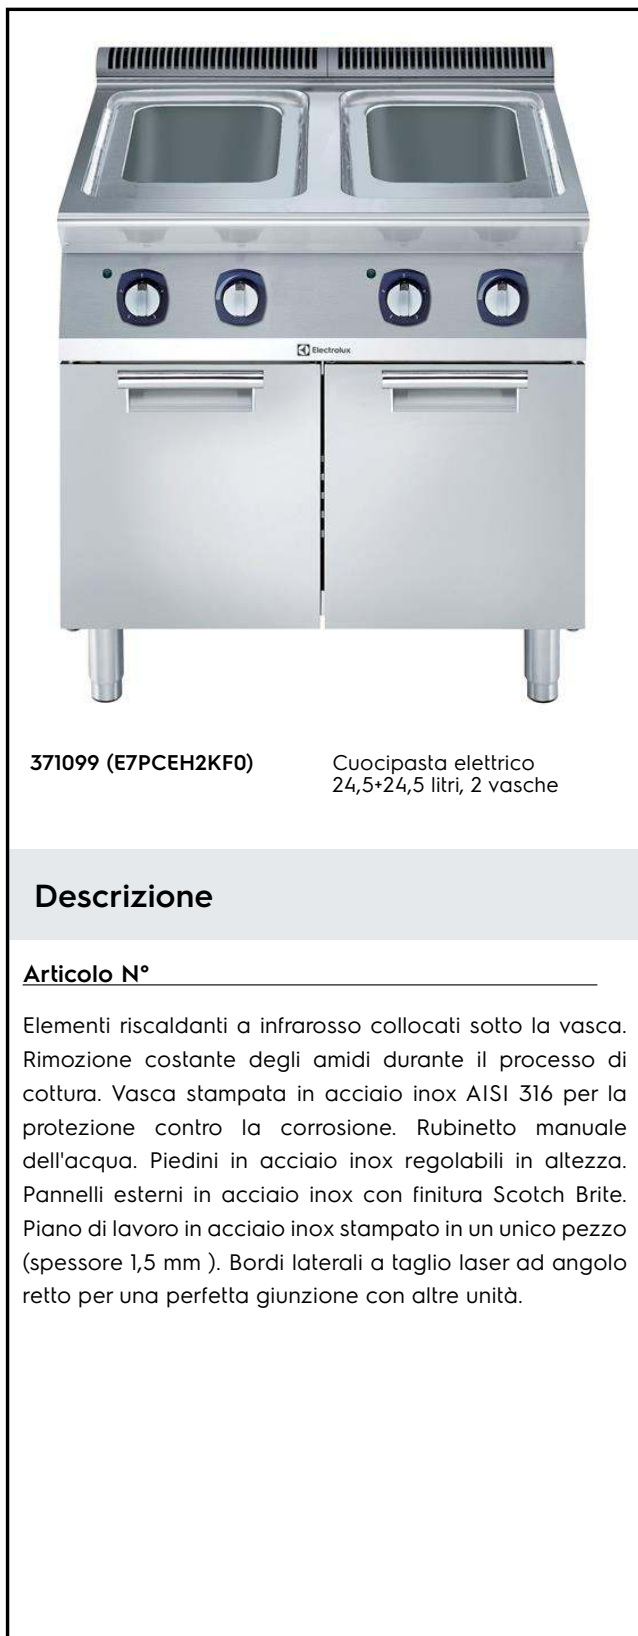 Electrolux
371099 (E7PCEH2KF0)
Cuocipasta elettrico
24,5+24,5 litri, 2 vasche
Descrizione
Articolo N°
Elementi riscaldanti a infrarosso collocati sotto la vasca.
Rimozione costante degli amidi durante il processo di
cottura. Vasca stampata in acciaio inox AISI 316 per la
protezione contro la corrosione. Rubinetto manuale
dell'acqua. Piedini in acciaio inox regolabili in altezza.
Pannelli esterni in acciaio inox con finitura Scotch Brite.
Piano di lavoro in acciaio inox stampato in un unico pezzo
(spessore 1,5 mm ). Bordi laterali a taglio laser ad angolo
retto per una perfetta giunzione con altre unità.